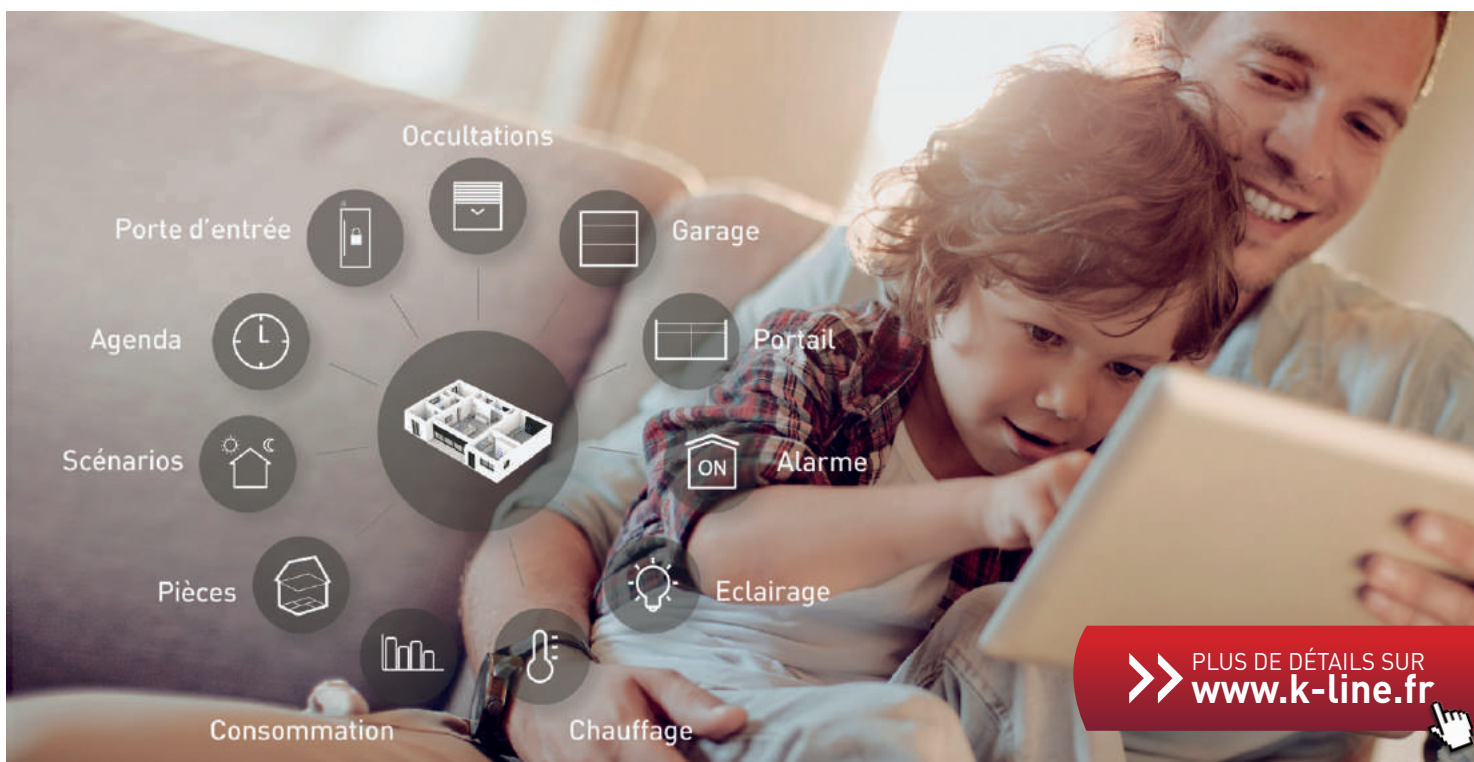 Occultations
Porte d'entrée
Garage
Agenda
Portail
Scénarios
ON
Alarme
Pièces
Eclairage
Consommation
Chauffage
PLUS DE DÉTAILS SUR
www.k-line.fr